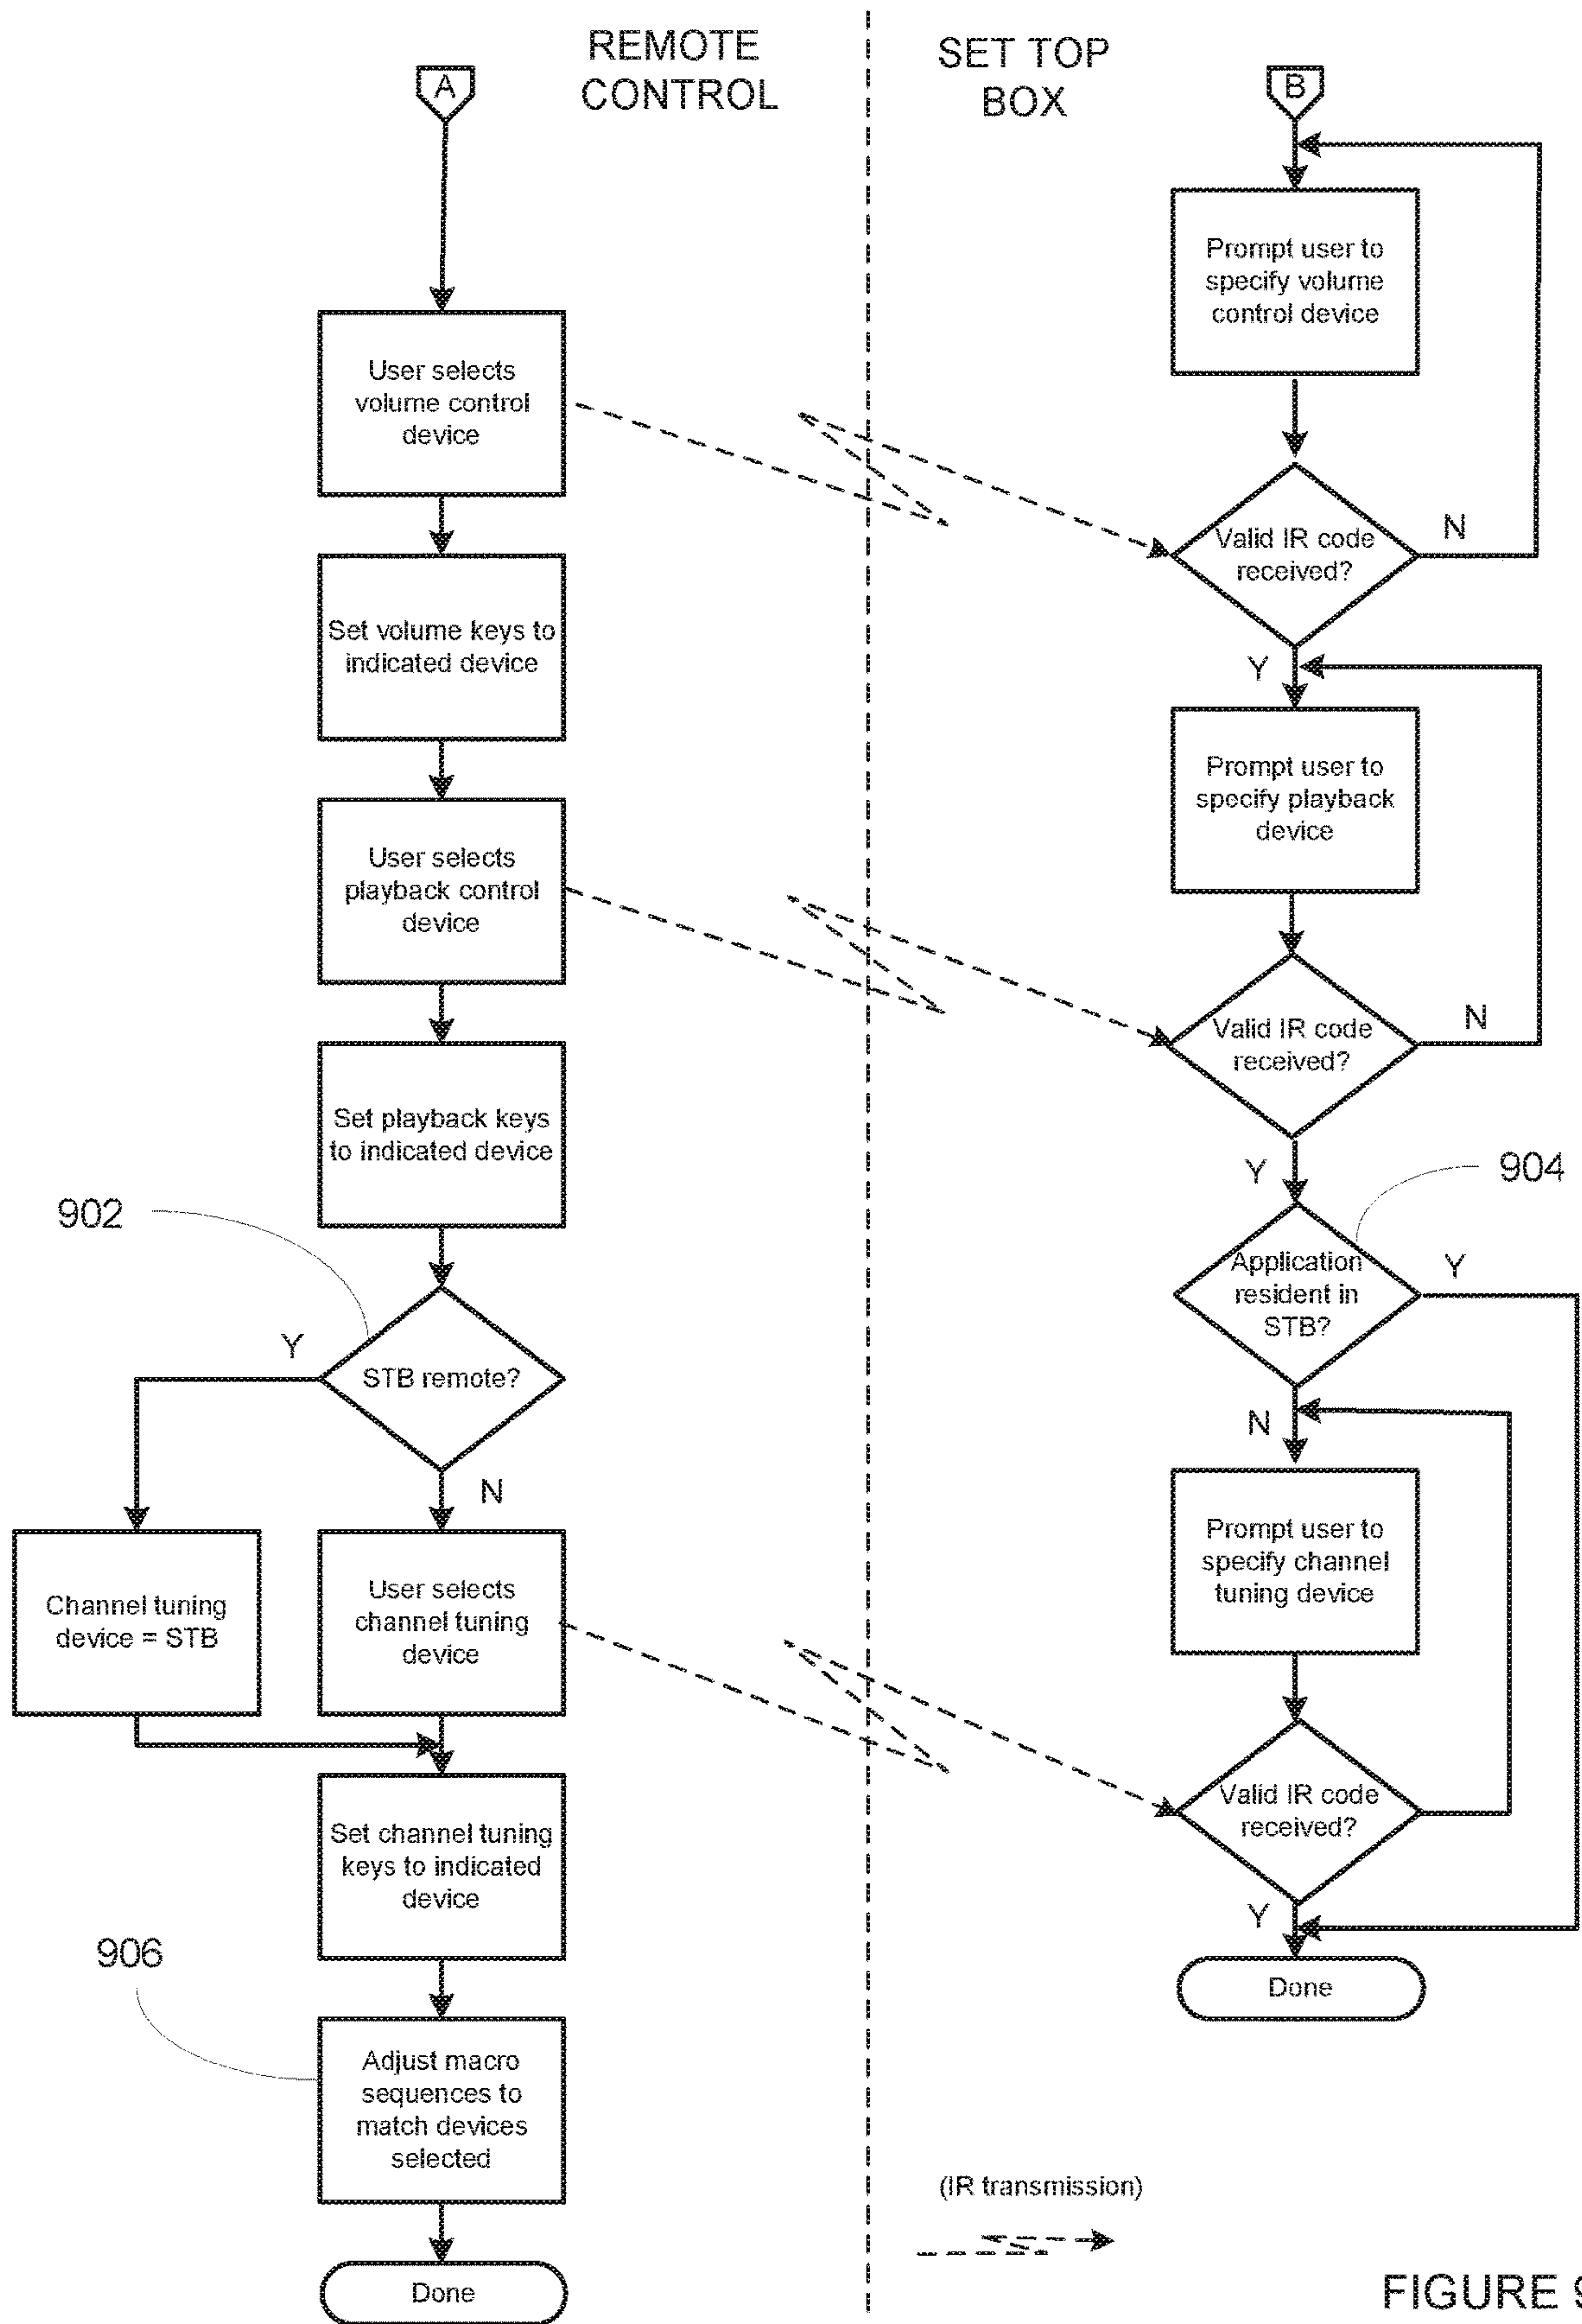 REMOTE
CONTROL
SET TOP
BOX
A
B
User selects
volume control
device
Set volume keys to
indicated device
User selects
playback control
device
Set playback keys
to indicated device
902
STB remote?
Y
N
Channel tuning
device = STB
User selects
channel tuning
device
Set channel tuning
keys to indicated
device
906
Adjust macro
sequences to
match devices
selected
Done
Prompt user to
specify volume
control device
Valid IR code
received?
N
Y
Prompt user to
specify playback
device
Valid IR code
received?
N
Y
904
Application
resident in
STB?
Y
N
Prompt user to
specify channel
tuning device
Valid IR code
received?
Y
Done
(IR transmission)
FIGURE 9